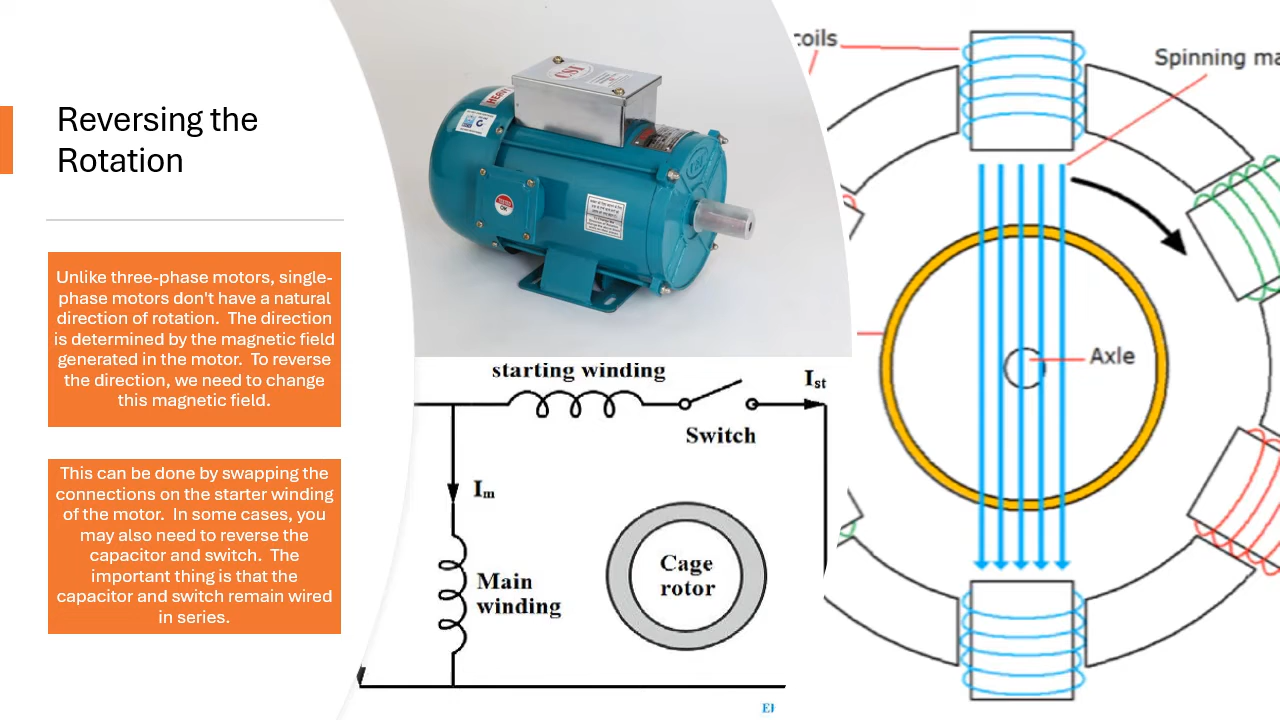 Reversing the
Rotation
Unlike three-phase motors, single-
phase motors don't have a natural
direction of rotation.  The direction
is determined by the magnetic field
generated in the motor.  To reverse
the direction, we need to change
this magnetic field.
This can be done by swapping the
connections on the starter winding
of the motor.  In some cases, you
may also need to reverse the
capacitor and switch.  The
important thing is that the
capacitor and switch remain wired
in series.
CSI
starting winding
Ist
Switch
Im
Main
winding
Cage
rotor
coils
Spinning ma
Axle